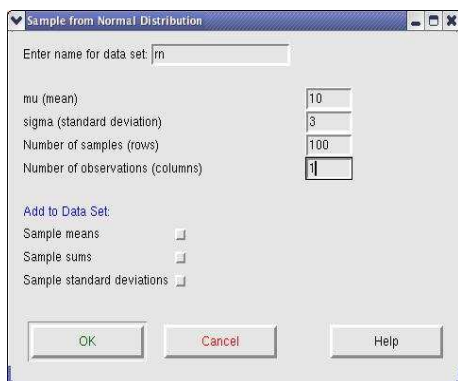 Sample from Normal Distribution
Enter name for data set: rn
mu (mean) 10
sigma (standard deviation) 3
Number of samples (rows) 100
Number of observations (columns) 1
Add to Data Set:
Sample means
Sample sums
Sample standard deviations
OK Cancel Help